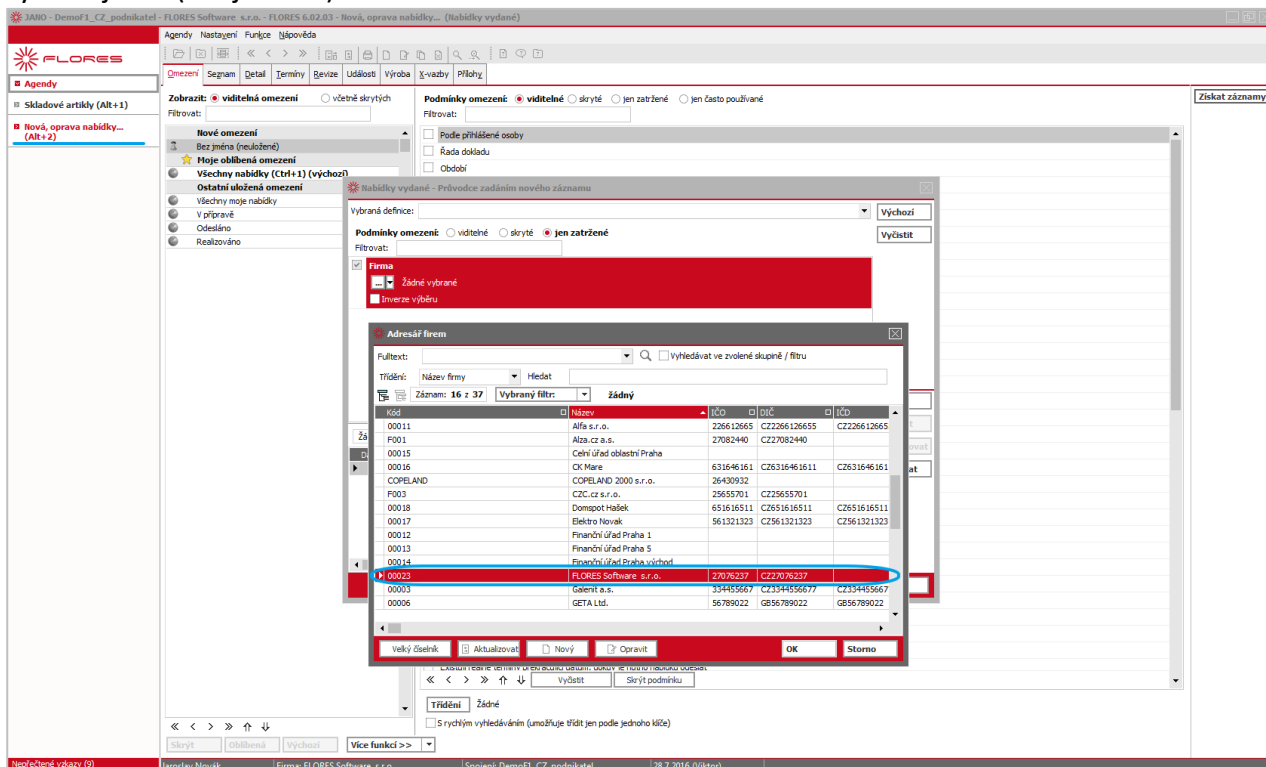 JANO - DemoF1_CZ_podnikatel - FLORES Software s.r.o. - FLORES 6.02.03 - Nová, oprava nabídky... (Nabídky vydané)
Agendy Nastavení Funkce Nápověda
FLORES
Omezení Seznam Detail Termíny Revize Události Výroba X-vazby Přílohy
Agendy
Skladové artikly (Alt+1)
Nová, oprava nabídky... (Alt+2)
Zobrazit: viditelná omezení včetně skrytých
Filtrovat:
Nové omezení
Bez jména (neuložené)
Moje oblíbená omezení
Všechny nabídky (Ctrl+1) (výchozí)
Ostatní uložená omezení
Všechny moje nabídky
V přípravě
Odesláno
Realizováno
Podmínky omezení: viditelné skryté jen zatržené jen často používané
Filtrovat:
Podle přihlášené osoby
Řada dokladu
Období
Získat záznamy
Nabídky vydané - Průvodce zadáním nového záznamu
Vybraná definice:
Výchozí
Podmínky omezení: viditelné skryté jen zatržené
Vyčistit
Filtrovat:
Firma
... Žádné vybrané
Inverze výběru
Adresář firem
Fulltext: Vyhledávat ve zvolené skupině / filtru
Třídění: Název firmy Hledat
Záznam: 16 z 37 Vybraný filtr: žádný
Kód Název IČO DIČ IČD
00011 Alfa s.r.o. 226612665 CZ2266126655 CZ226612665
F001 Alza.cz a.s. 27082440 CZ27082440
00015 Celní úřad oblastní Praha
00016 CK Mare 631646161 CZ6316461611 CZ631646161
COPELAND COPELAND 2000 s.r.o. 26430932
F003 CZC.cz s.r.o. 25655701 CZ25655701
00018 Domspot Hašek 651616511 CZ651616511 CZ651616511
00017 Elektro Novak 561321323 CZ561321323 CZ561321323
00012 Finanční úřad Praha 1
00013 Finanční úřad Praha 5
00014 Finanční úřad Praha východ
00023 FLORES Software s.r.o. 27076237 CZ27076237
00003 Galenit a.s. 334455667 CZ3344556677 CZ334455667
00006 GETA Ltd. 56789022 GB56789022 GB56789022
Velký číselník Aktualizovat Nový Opravit OK Storno
Vyčistit Skrýt podmínku
Třídění Žádné
S rychlým vyhledáváním (umožňuje třídit jen podle jednoho klíče)
Skrýt Oblíbená Výchozí Více funkcí >>
Nepřečtené vzkazy (9) Jaroslav Novák Firma: FLORES Software s.r.o. Spojení: DemoF1_CZ_podnikatel 28.7.2016 (Viktor)